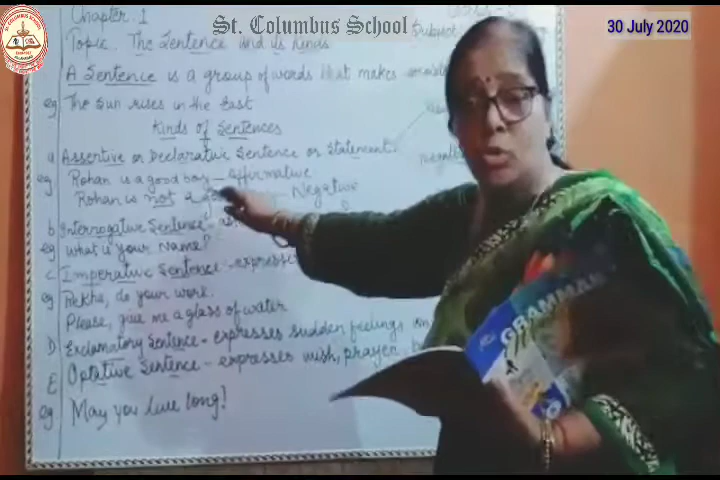 St. Columbus School
30 July 2020
Chapter. 1
Subject
Topic The Sentence and its kinds
A Sentence is a group of words that makes
eg The Sun rises in the East
Kinds of Sentences
a Assertive or Declarative Sentence or Statement
eg Rohan is a good boy - Affirmative
Rohan is not a Negative
b Interrogative Sentence -
eg What is your Name?
c Imperative Sentence - expresses
eg Rekha, do your work.
Please, give me a glass of water
D Exclamatory Sentence - expresses sudden feelings
E Optative Sentence - expresses wish, prayer -
eg May you live long!
GRAMMAR